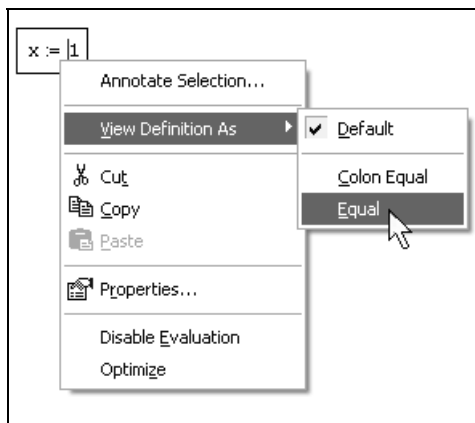 x := 1
Annotate Selection...
View Definition As
Default
Colon Equal
Equal
Cut
Copy
Paste
Properties...
Disable Evaluation
Optimize